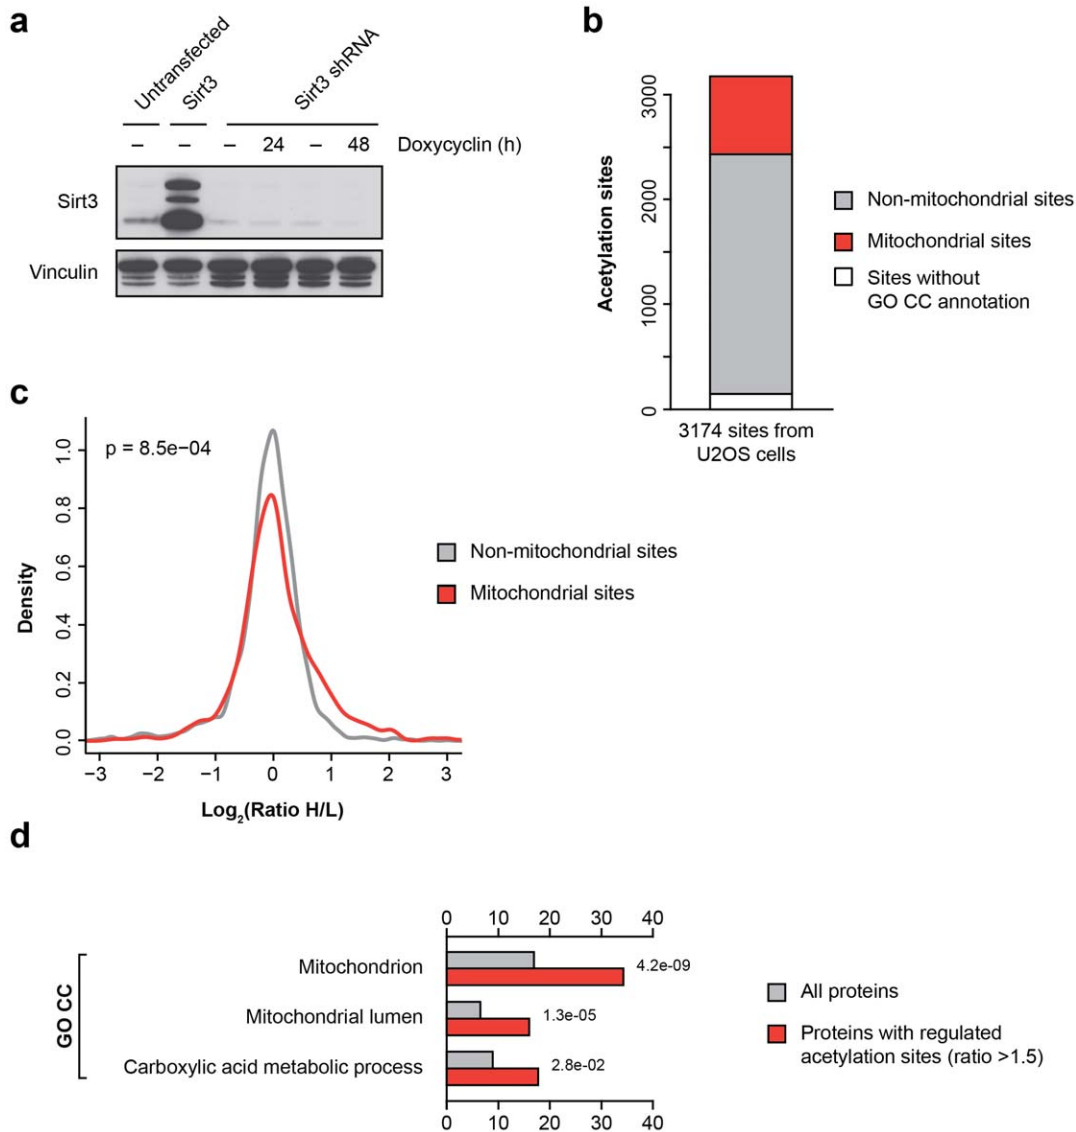 a
Untransfected
Sirt3
Sirt3 shRNA
– – – 24 – 48 Doxycyclin (h)
Sirt3
Vinculin
b
Acetylation sites
3000
2000
1000
0
3174 sites from
U2OS cells
Non-mitochondrial sites
Mitochondrial sites
Sites without
GO CC annotation
c
p = 8.5e−04
Density
1.0
0.8
0.6
0.4
0.2
0.0
−3 −2 −1 0 1 2 3
Log2(Ratio H/L)
Non-mitochondrial sites
Mitochondrial sites
d
0 10 20 30 40
GO CC
Mitochondrion
4.2e-09
Mitochondrial lumen
1.3e-05
Carboxylic acid metabolic process
2.8e-02
0 10 20 30 40
All proteins
Proteins with regulated
acetylation sites (ratio >1.5)